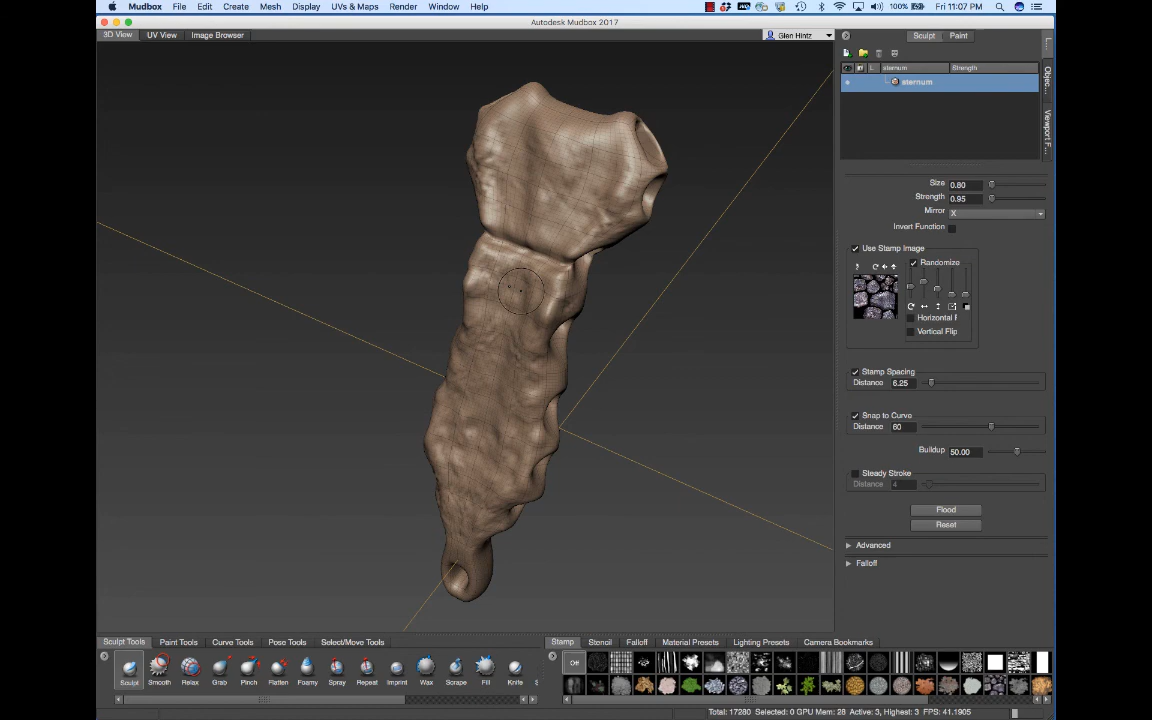 Mudbox File Edit Create Mesh Display UVs & Maps Render Window Help 100% Fri 11:07 PM
Autodesk Mudbox 2017
3D View UV View Image Browser Glen Hintz
Sculpt Paint
sternum Strength
sternum
Objec...
Viewport F...
Size 0.80
Strength 0.95
Mirror X
Invert Function
Use Stamp Image
Randomize
Horizontal F
Vertical Flip
Stamp Spacing
Distance 6.25
Snap to Curve
Distance 60
Buildup 50.00
Steady Stroke
Distance 4
Flood
Reset
Advanced
Falloff
Sculpt Tools Paint Tools Curve Tools Pose Tools Select/Move Tools
Stamp Stencil Falloff Material Presets Lighting Presets Camera Bookmarks
Off
Sculpt Smooth Relax Grab Pinch Flatten Foamy Spray Repeat Imprint Wax Scrape Fill Knife S
Total: 17280 Selected: 0 GPU Mem: 28 Active: 3, Highest: 3 FPS: 41.1905